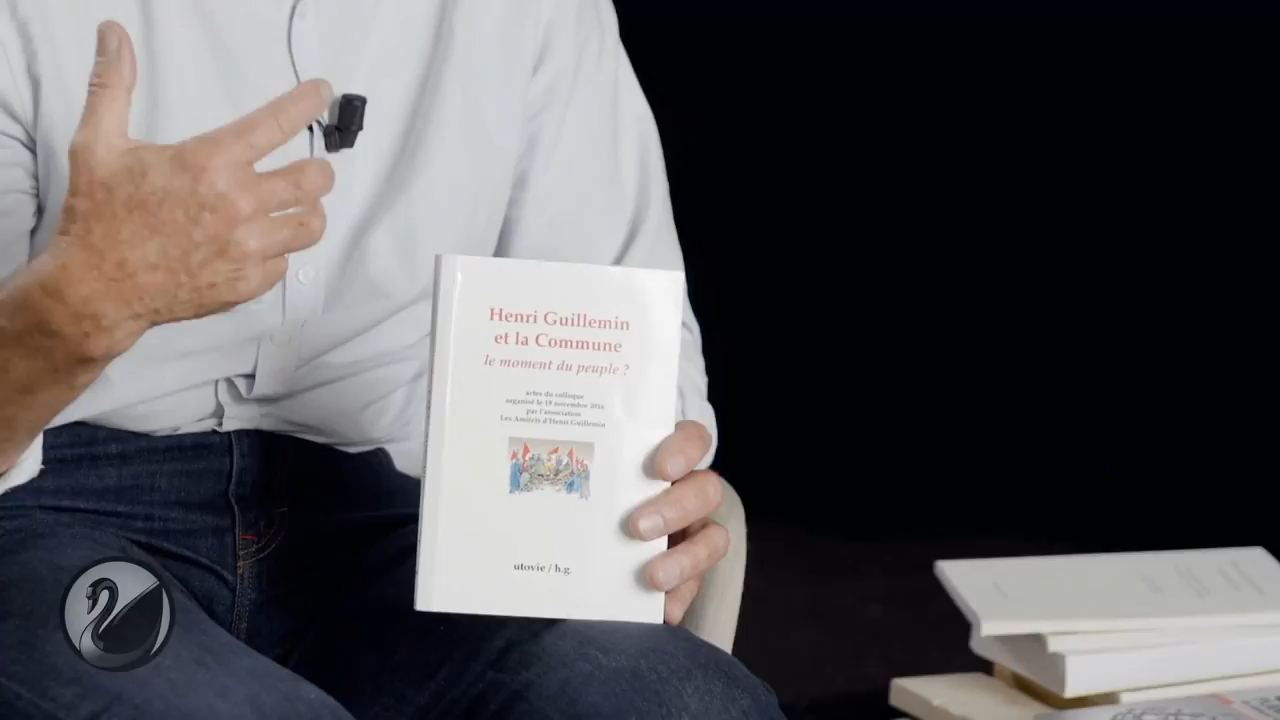 Henri Guillemin
et la Commune
le moment du peuple ?
actes du colloque
organisé le 19 novembre 2016
par l'association
Les Ami(e)s d'Henri Guillemin
utovie / h.g.